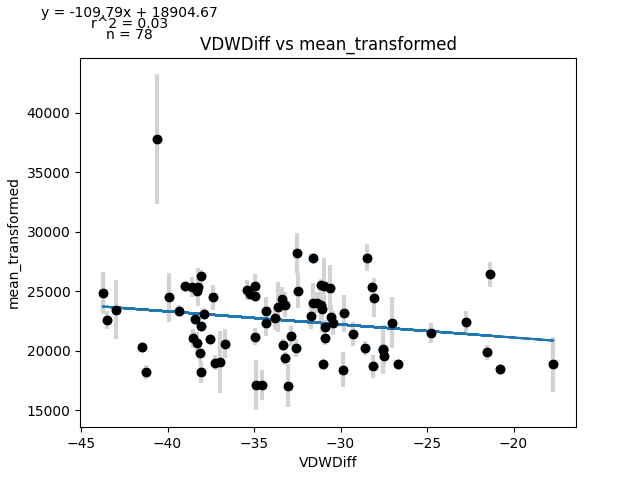 y = -109.79x + 18904.67
r^2 = 0.03
n = 78
VDWDiff vs mean_transformed
40000
35000
30000
25000
20000
15000
mean_transformed
−45
−40
−35
−30
−25
−20
VDWDiff